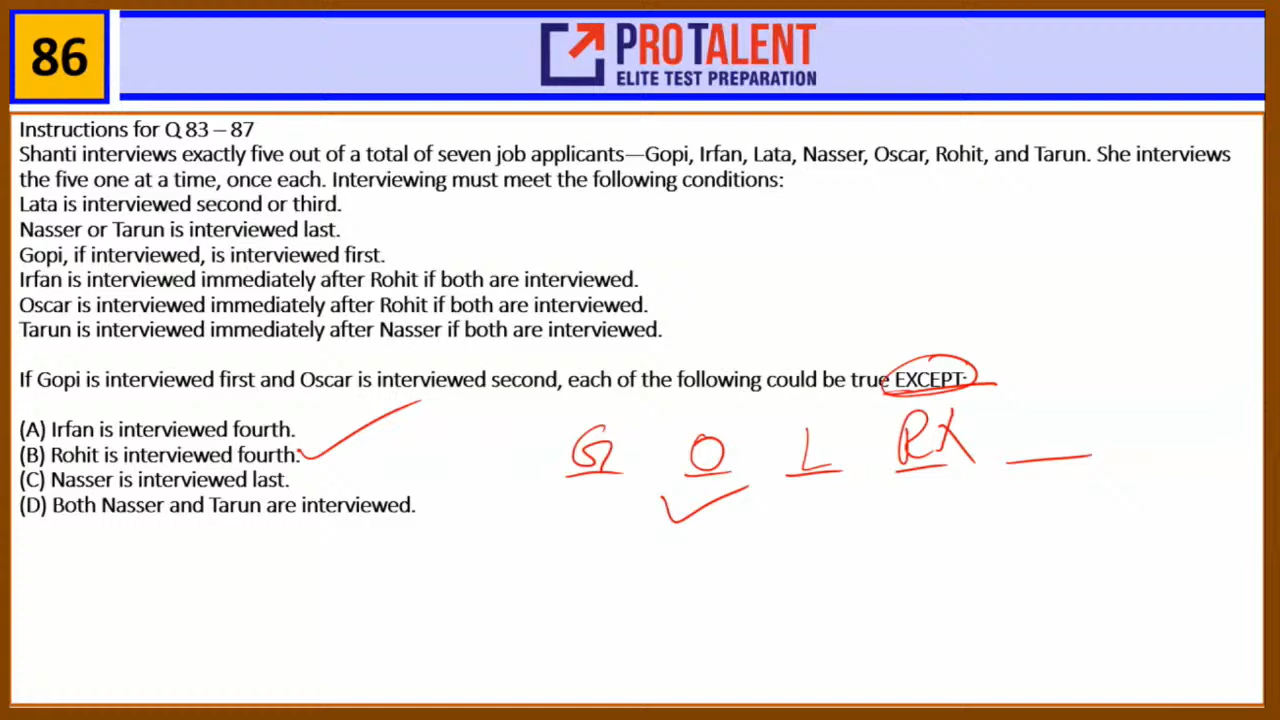 86
PROTALENT
ELITE TEST PREPARATION
Instructions for Q 83 – 87
Shanti interviews exactly five out of a total of seven job applicants—Gopi, Irfan, Lata, Nasser, Oscar, Rohit, and Tarun. She interviews
the five one at a time, once each. Interviewing must meet the following conditions:
Lata is interviewed second or third.
Nasser or Tarun is interviewed last.
Gopi, if interviewed, is interviewed first.
Irfan is interviewed immediately after Rohit if both are interviewed.
Oscar is interviewed immediately after Rohit if both are interviewed.
Tarun is interviewed immediately after Nasser if both are interviewed.
If Gopi is interviewed first and Oscar is interviewed second, each of the following could be true EXCEPT:
(A) Irfan is interviewed fourth.
(B) Rohit is interviewed fourth.
(C) Nasser is interviewed last.
(D) Both Nasser and Tarun are interviewed.
G O L R X